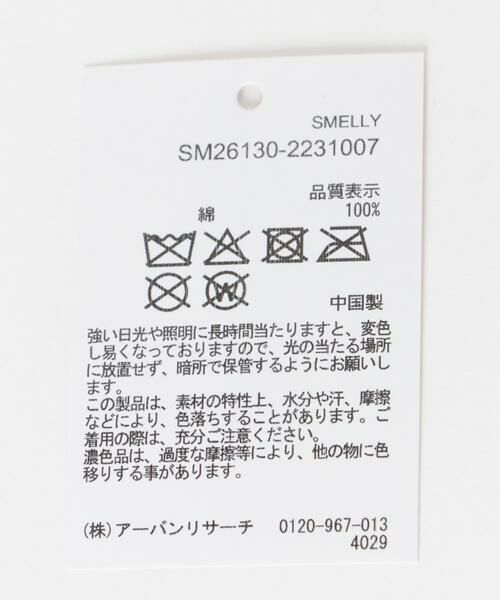 SMELLY
SM26130-2231007
品質表示
綿 100%
W
中国製
強い日光や照明に長時間当たりますと、変色
し易くなっておりますので、光の当たる場所
に放置せず、暗所で保管するようにお願いし
ます。
この製品は、素材の特性上、水分や汗、摩擦
などにより、色落ちすることがあります。ご
着用の際は、充分ご注意ください。
濃色品は、過度な摩擦等により、他の物に色
移りする事があります。
(株)アーバンリサーチ 0120-967-013
4029